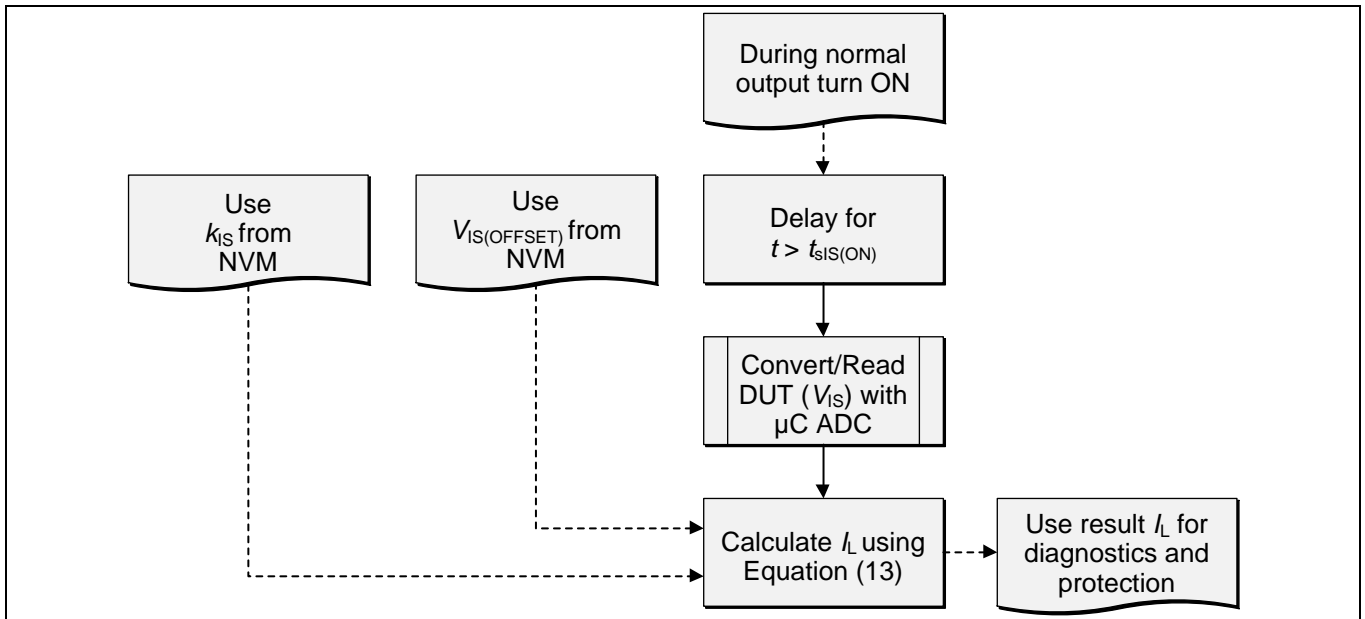 During normal
output turn ON
Use
kIS from
NVM
Use
VIS(OFFSET) from
NVM
Delay for
t > tsIS(ON)
Convert/Read
DUT (VIS) with
µC ADC
Calculate IL using
Equation (13)
Use result IL for
diagnostics and
protection